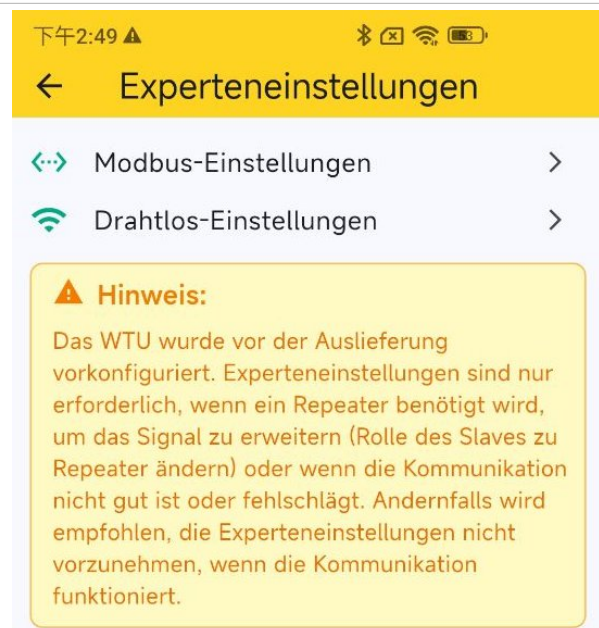 下午2:49
53
Experteneinstellungen
Modbus-Einstellungen
Drahtlos-Einstellungen
Hinweis:
Das WTU wurde vor der Auslieferung
vorkonfiguriert. Experteneinstellungen sind nur
erforderlich, wenn ein Repeater benötigt wird,
um das Signal zu erweitern (Rolle des Slaves zu
Repeater ändern) oder wenn die Kommunikation
nicht gut ist oder fehlschlägt. Andernfalls wird
empfohlen, die Experteneinstellungen nicht
vorzunehmen, wenn die Kommunikation
funktioniert.